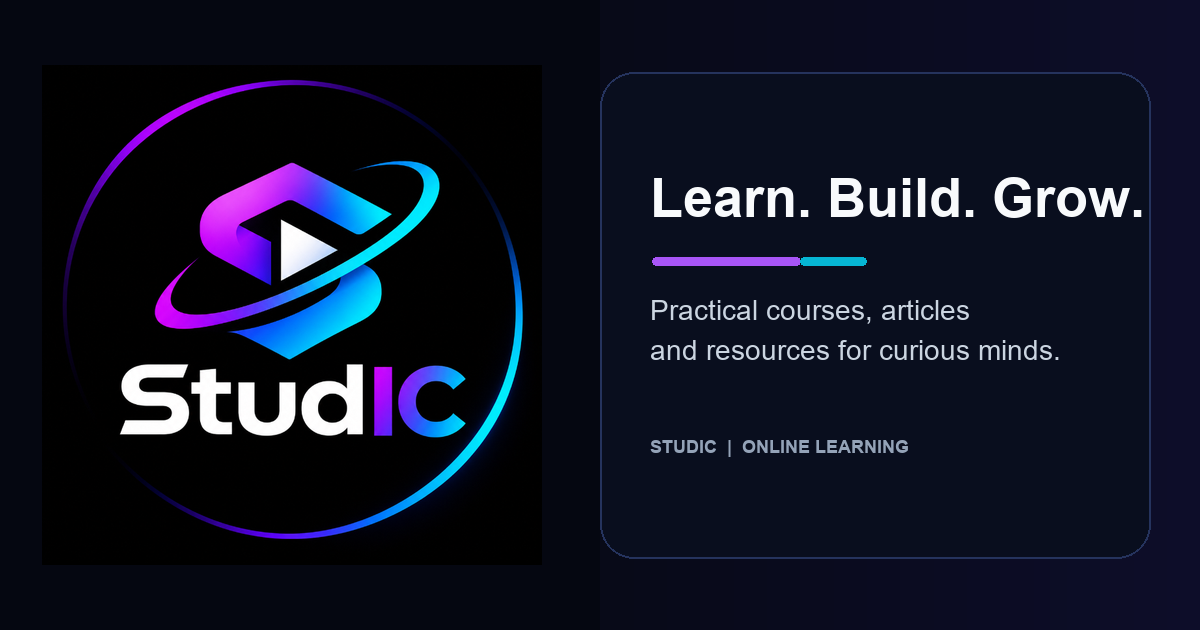 StudIC
Learn. Build. Grow.
Practical courses, articles
and resources for curious minds.
STUDIC | ONLINE LEARNING